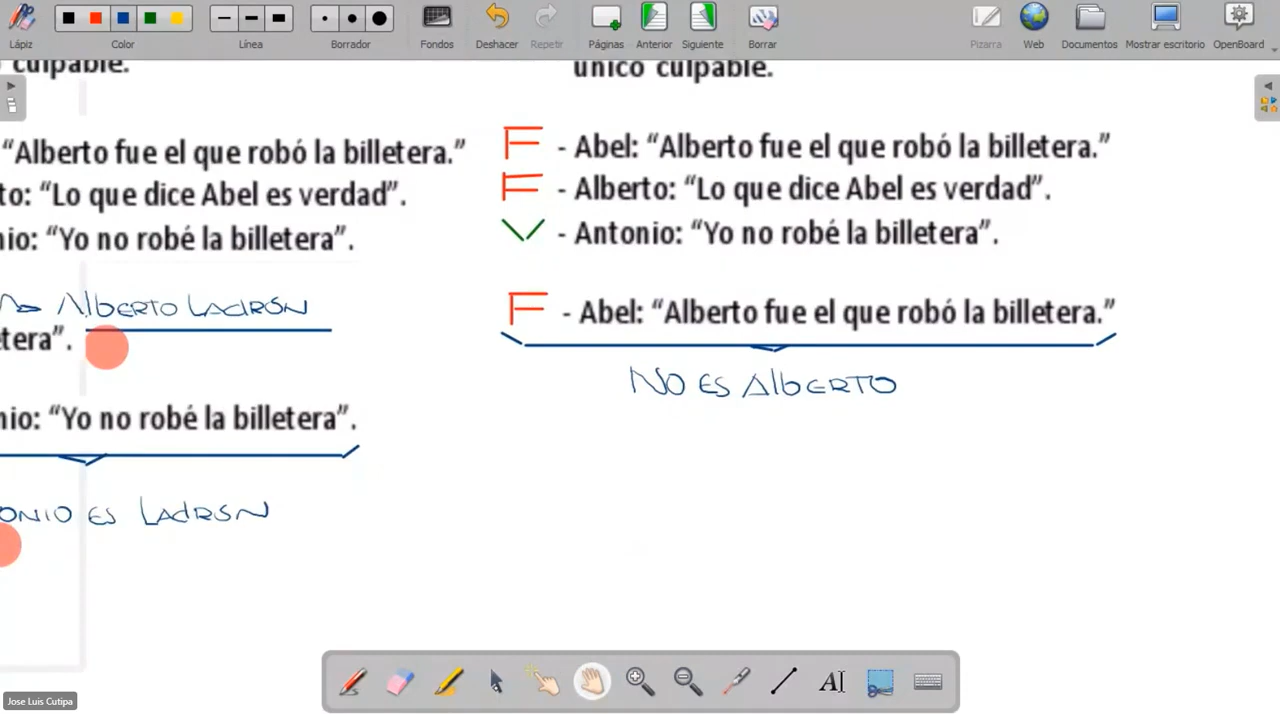 Lápiz Color Línea Borrador Fondos Deshacer Repetir Páginas Anterior Siguiente Borrar Pizarra Web Documentos Mostrar escritorio OpenBoard
culpable.
"Alberto fue el que robó la billetera."
to: "Lo que dice Abel es verdad".
nio: "Yo no robé la billetera".
ALBERTO LADRÓN
etera".
nio: "Yo no robé la billetera".
ONIO ES LADRÓN
único culpable.
F - Abel: "Alberto fue el que robó la billetera."
F - Alberto: "Lo que dice Abel es verdad".
V - Antonio: "Yo no robé la billetera".
F - Abel: "Alberto fue el que robó la billetera."
NO ES ALBERTO
AI
Jose Luis Cutipa